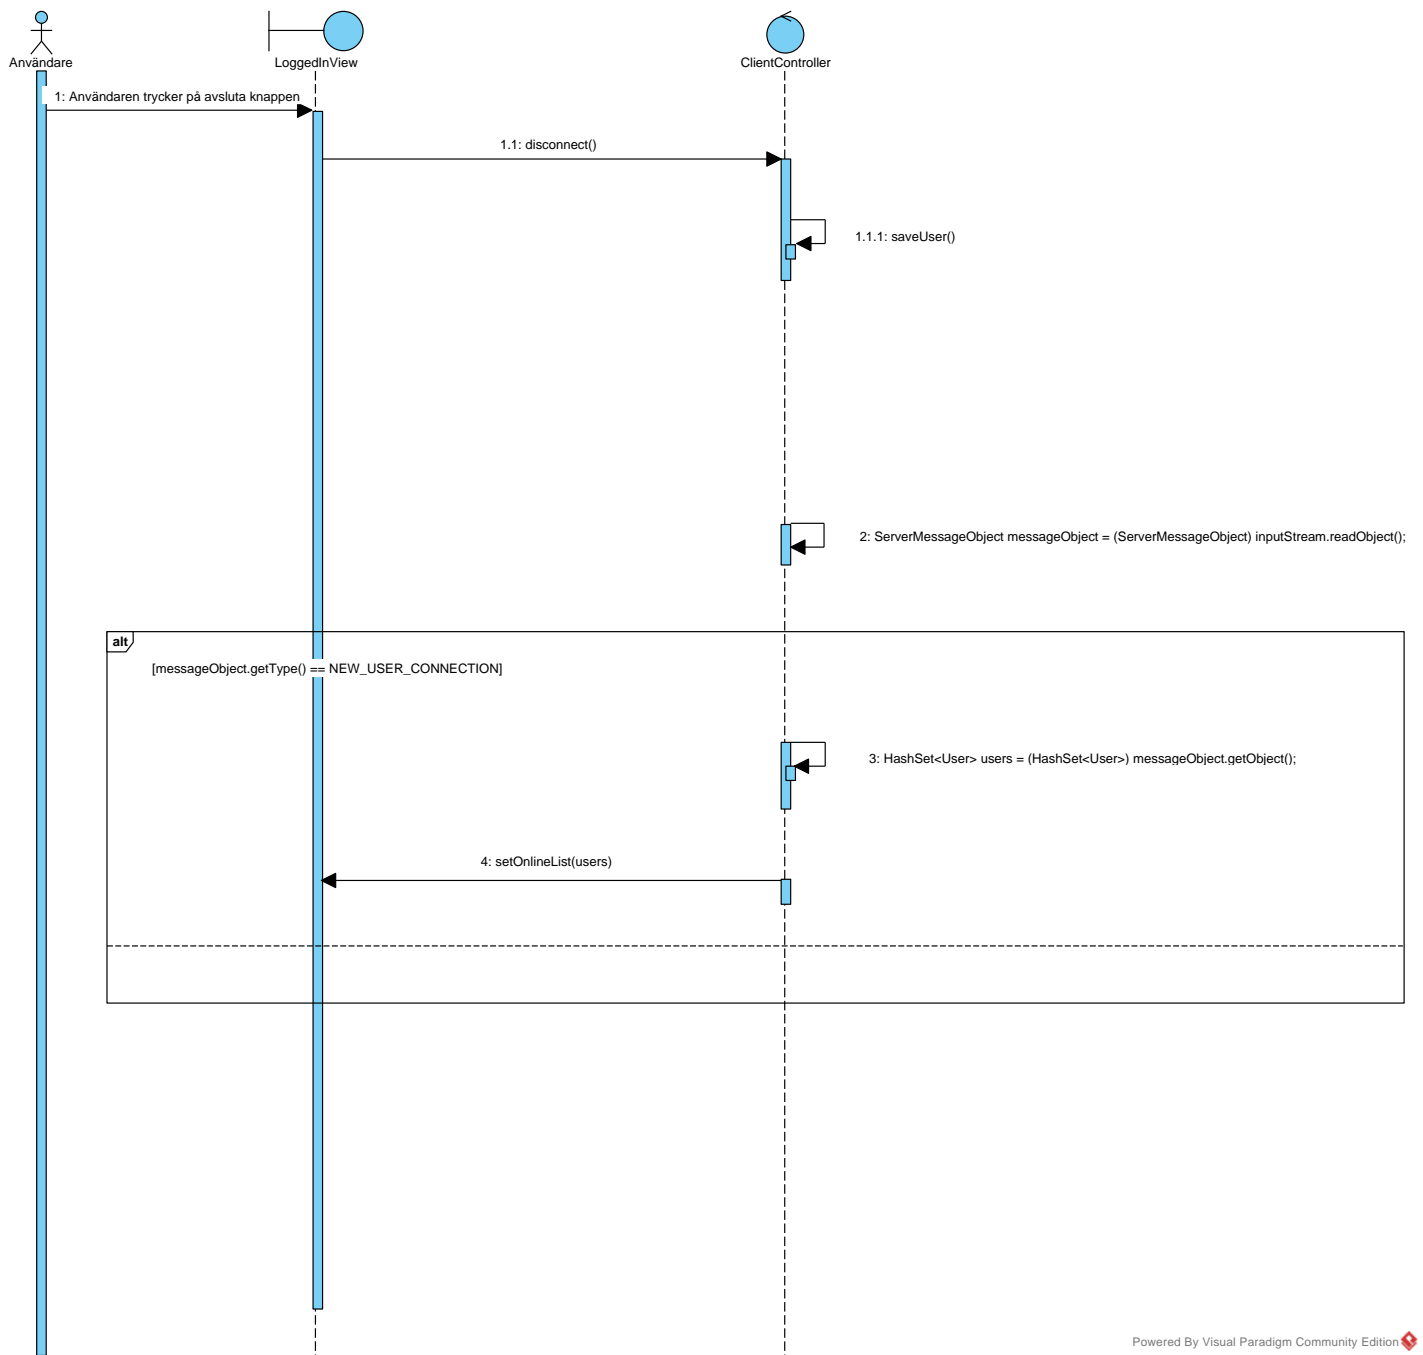 Användare
LoggedInView
ClientController
1: Användaren trycker på avsluta knappen
1.1: disconnect()
1.1.1: saveUser()
2: ServerMessageObject messageObject = (ServerMessageObject) inputStream.readObject();
alt
[messageObject.getType() == NEW_USER_CONNECTION]
3: HashSet<User> users = (HashSet<User>) messageObject.getObject();
4: setOnlineList(users)
Powered By Visual Paradigm Community Edition